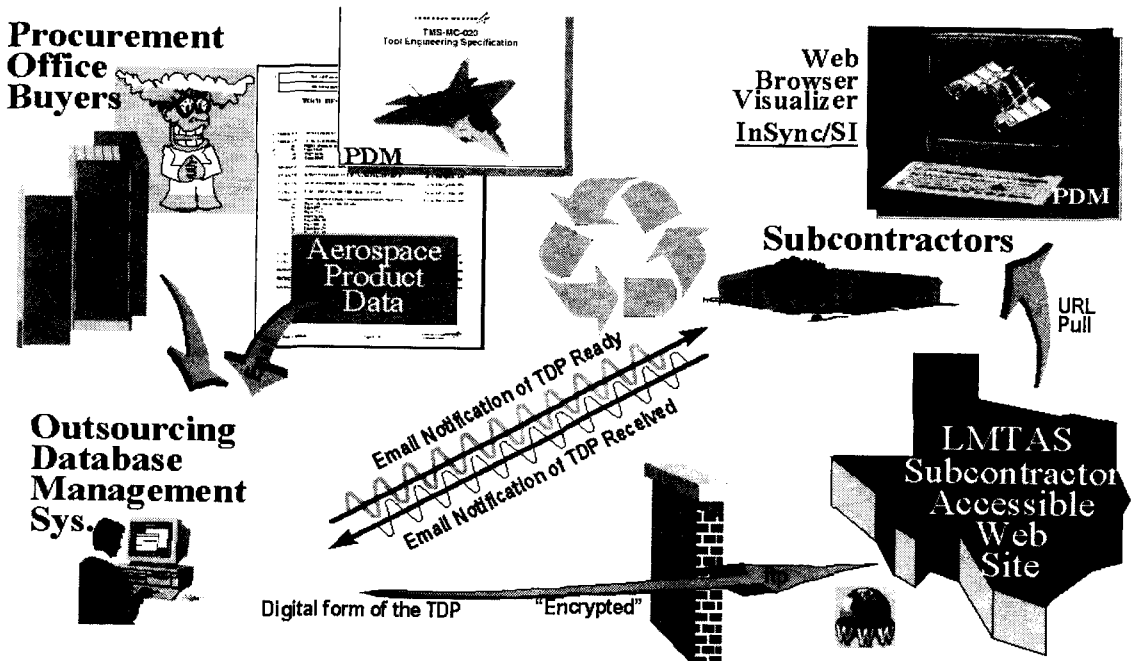 Procurement
Office
Buyers
TMS-MC-020
Tool Engineering Specification
PDM
Aerospace
Product
Data
Web
Browser
Visualizer
InSync/SI
PDM
Subcontractors
URL
Pull
Email Notification of TDP Ready
Email Notification of TDP Received
Outsourcing
Database
Management
Sys.
LMTAS
Subcontractor
Accessible
Web
Site
Digital form of the TDP
“Encrypted”
WWW